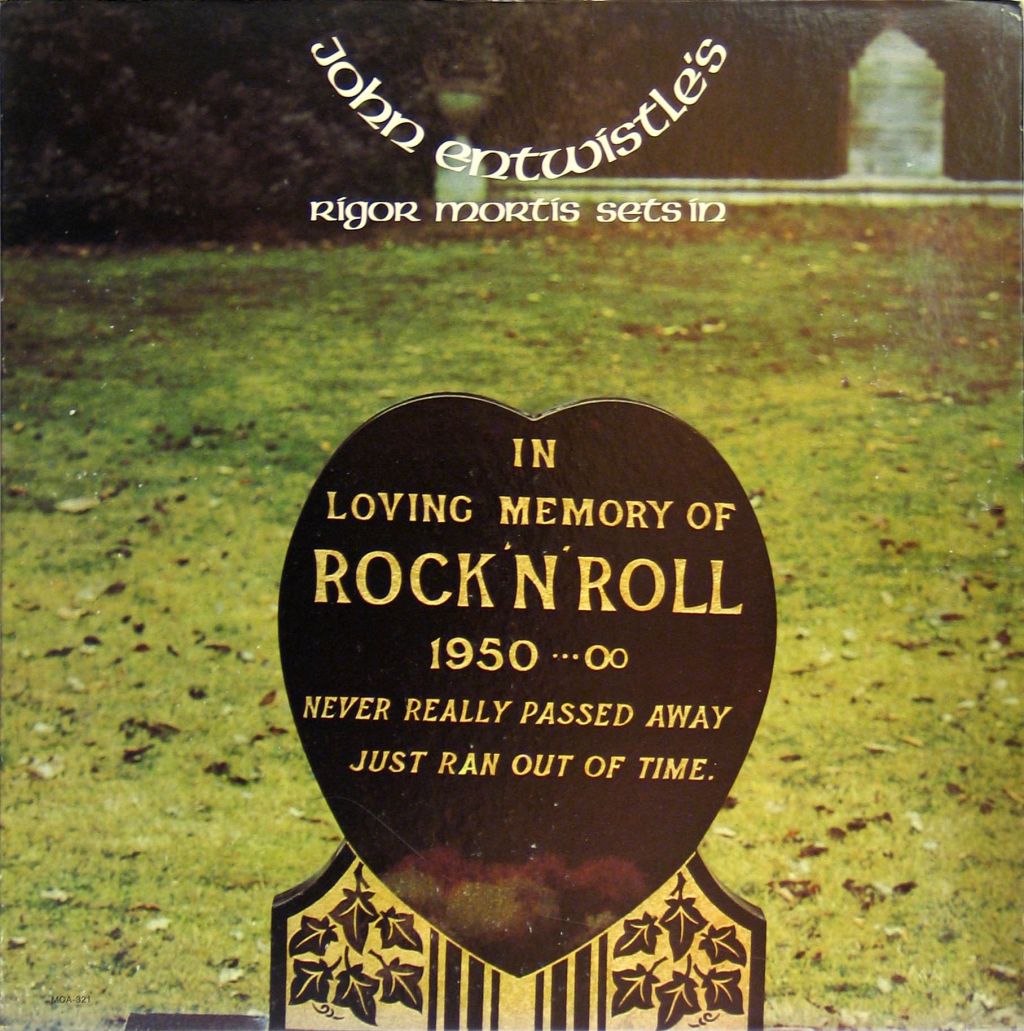 John Entwistle's
Rigor Mortis Sets In
IN
LOVING MEMORY OF
ROCK 'N' ROLL
1950 ...∞
NEVER REALLY PASSED AWAY
JUST RAN OUT OF TIME.
MCA-321